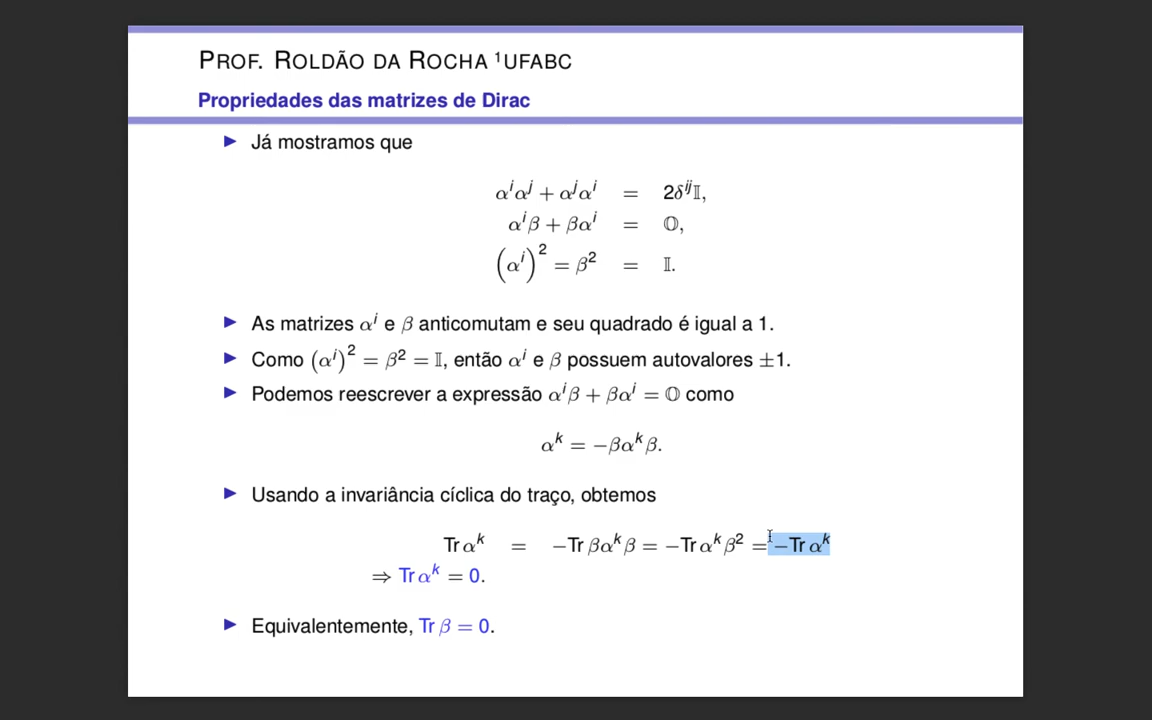 PROF. ROLDÃO DA ROCHA ¹UFABC
Propriedades das matrizes de Dirac
▶ Já mostramos que
αⁱαʲ + αʲαⁱ = 2δⁱʲ𝕀,
αⁱβ + βαⁱ = 𝕆,
(αⁱ)² = β² = 𝕀.
▶ As matrizes αⁱ e β anticomutam e seu quadrado é igual a 1.
▶ Como (αⁱ)² = β² = 𝕀, então αⁱ e β possuem autovalores ±1.
▶ Podemos reescrever a expressão αⁱβ + βαⁱ = 𝕆 como
αᵏ = −βαᵏβ.
▶ Usando a invariância cíclica do traço, obtemos
Tr αᵏ = −Tr βαᵏβ = −Tr αᵏβ² = −Tr αᵏ
⇒ Tr αᵏ = 0.
▶ Equivalentemente, Tr β = 0.